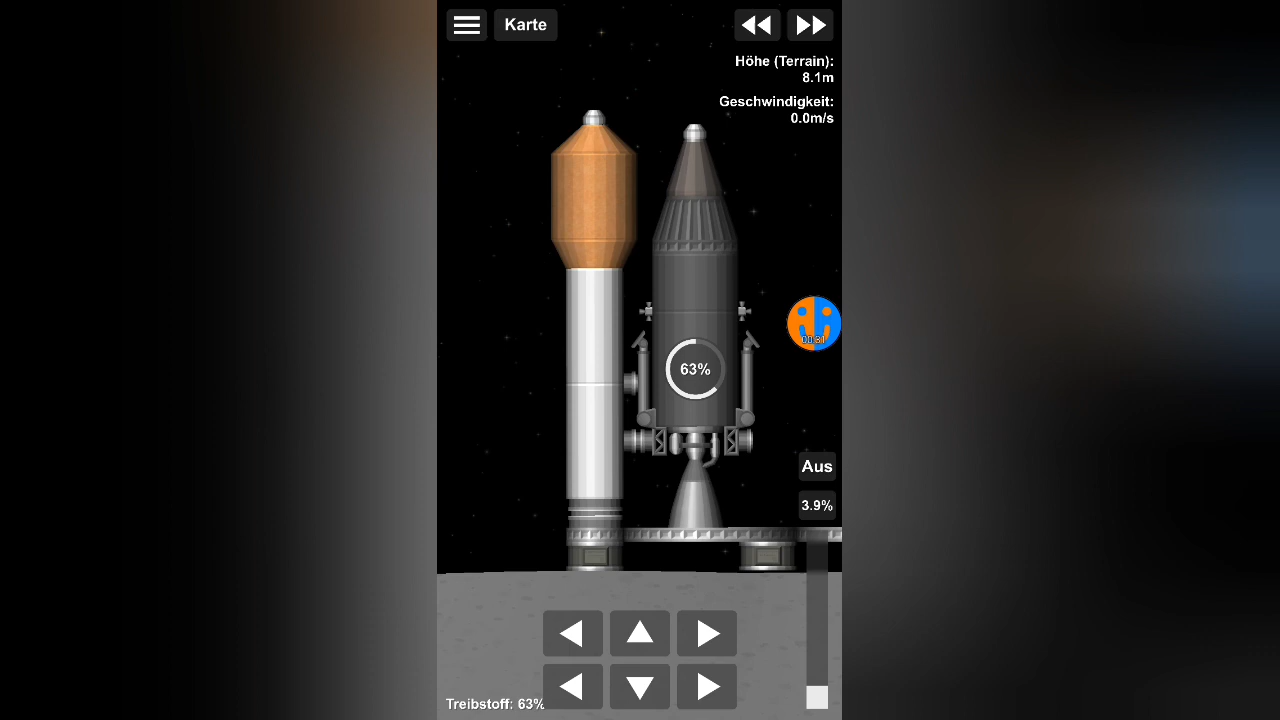 Karte
Höhe (Terrain):
8.1m
Geschwindigkeit:
0.0m/s
63%
Aus
3.9%
Treibstoff: 63%